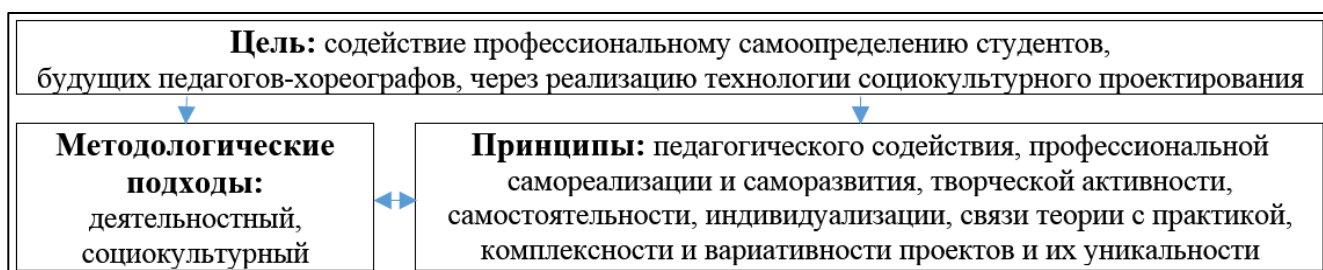 Цель: содействие профессиональному самоопределению студентов,
будущих педагогов-хореографов, через реализацию технологии социокультурного проектирования
Методологические
подходы:
деятельностный,
социокультурный
Принципы: педагогического содействия, профессиональной
самореализации и саморазвития, творческой активности,
самостоятельности, индивидуализации, связи теории с практикой,
комплексности и вариативности проектов и их уникальности